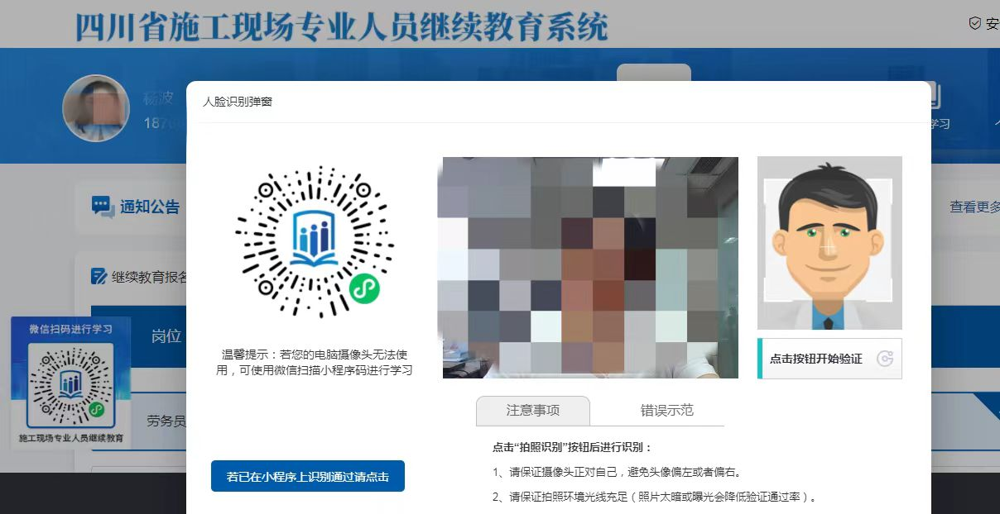 四川省施工现场专业人员继续教育系统
安
杨波
187
人脸识别弹窗
学习
通知公告
查看更多
继续教育报名
微信扫码进行学习
岗位
温馨提示：若您的电脑摄像头无法使
用，可使用微信扫描小程序码进行学习
点击按钮开始验证
劳务员
施工现场专业人员继续教育
注意事项
错误示范
点击“拍照识别”按钮后进行识别：
若已在小程序上识别通过请点击
1、请保证摄像头正对自己，避免头像偏左或者偏右。
2、请保证拍照环境光线充足（照片太暗或曝光会降低验证通过率）。